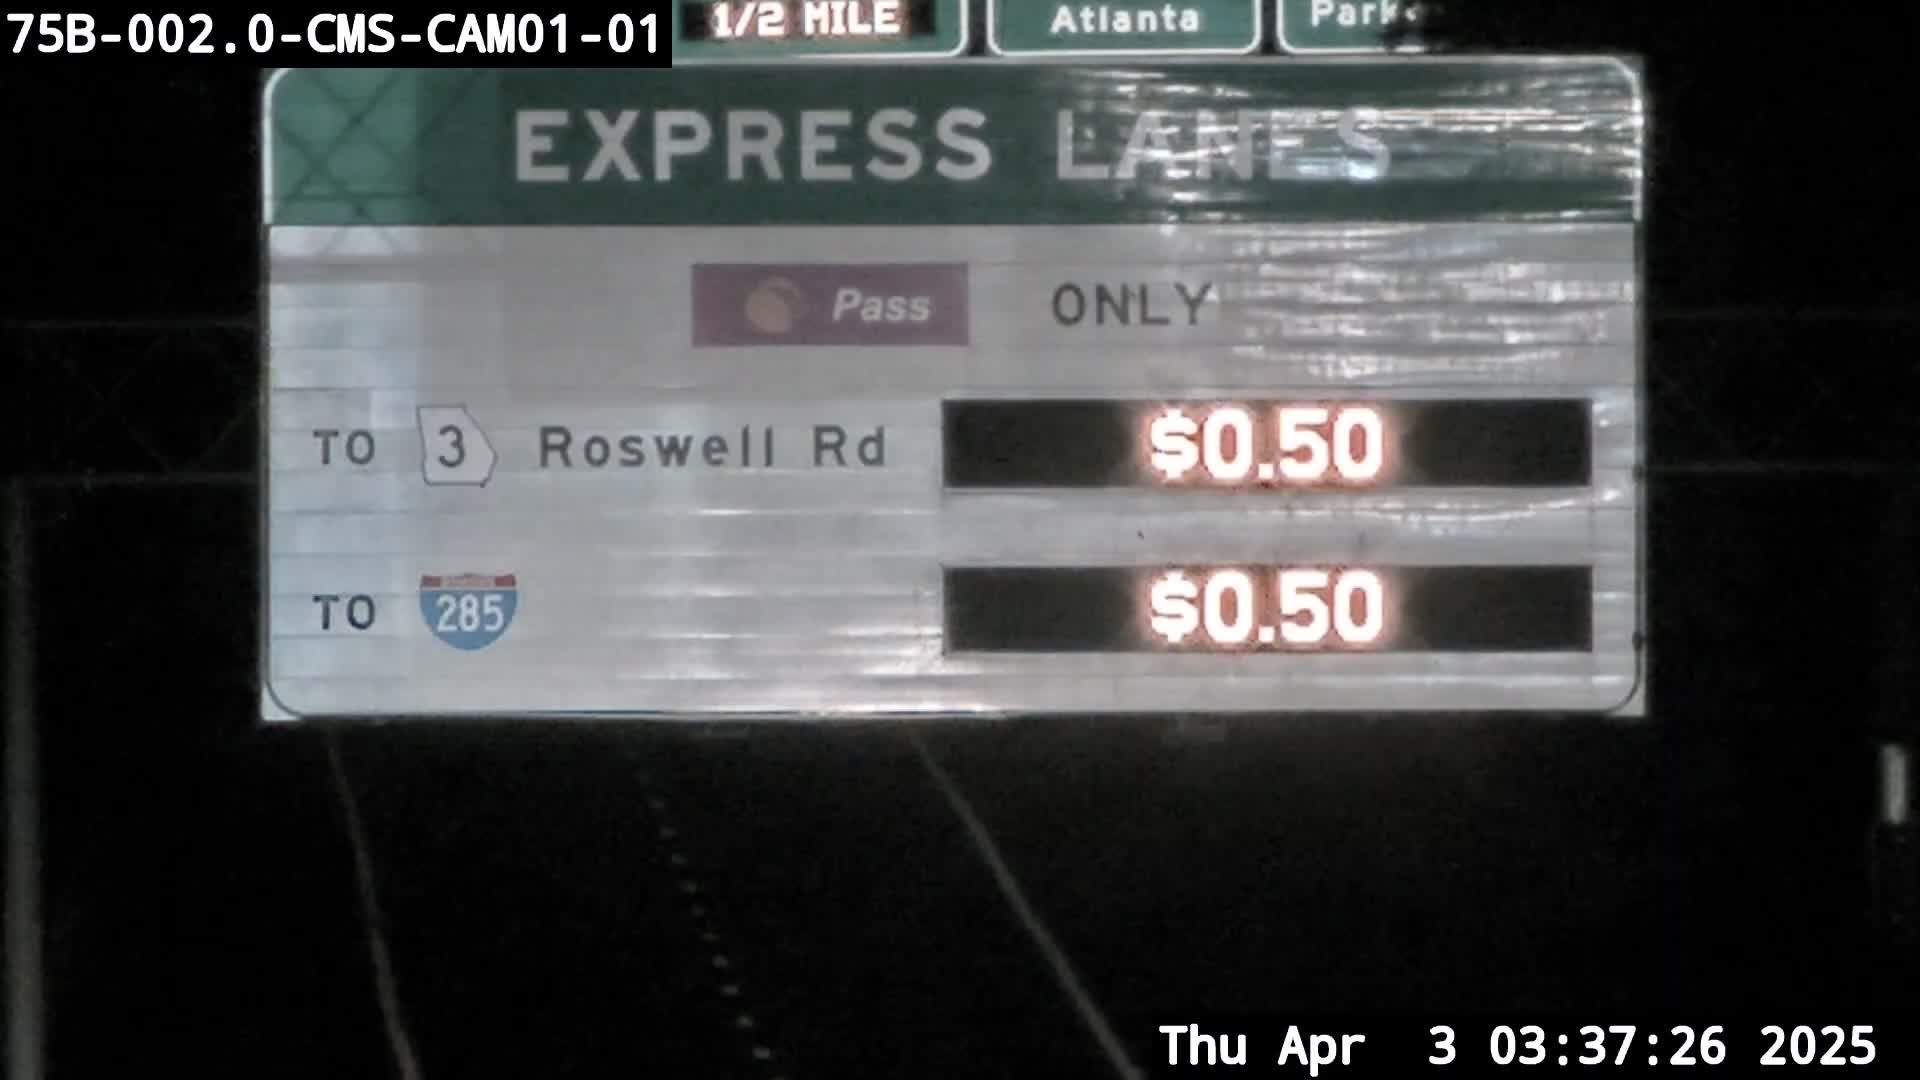 75B-002.0-CMS-CAM01-01
1/2 MILE
Atlanta
EXPRESS LANES
Pass ONLY
TO 3 Roswell Rd $0.50
TO 285 $0.50
Thu Apr 3 03:37:26 2025